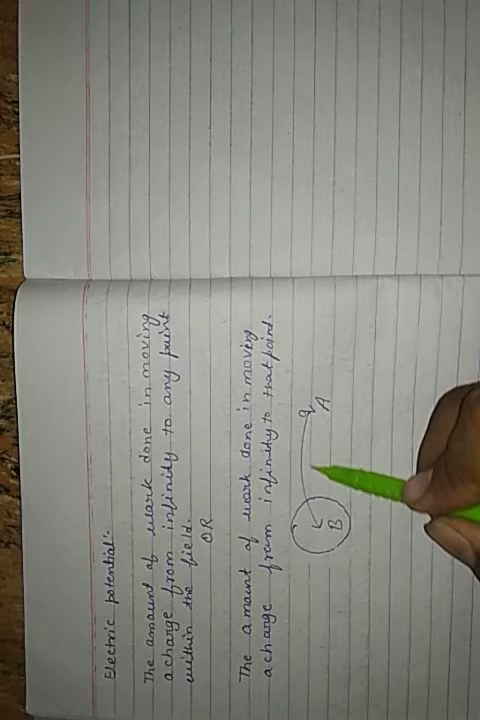 Electric potential:-
The amount of work done in moving
a charge from infinity to any point
within the field.
OR
The amount of work done in moving
a charge from infinity to that point.
q
A
B